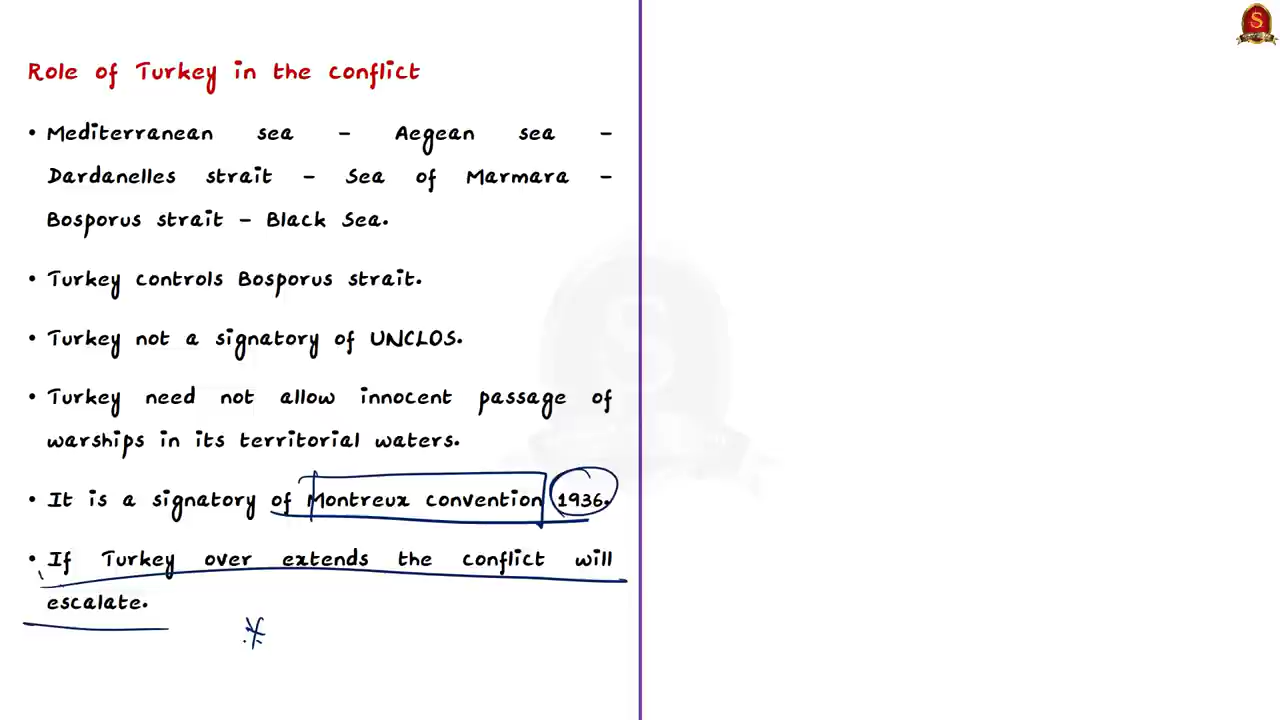 Role of Turkey in the conflict
• Mediterranean sea – Aegean sea –
Dardanelles strait – Sea of Marmara –
Bosporus strait – Black Sea.
• Turkey controls Bosporus strait.
• Turkey not a signatory of UNCLOS.
• Turkey need not allow innocent passage of
warships in its territorial waters.
• It is a signatory of Montreux convention 1936.
• If Turkey over extends the conflict will
escalate.
S